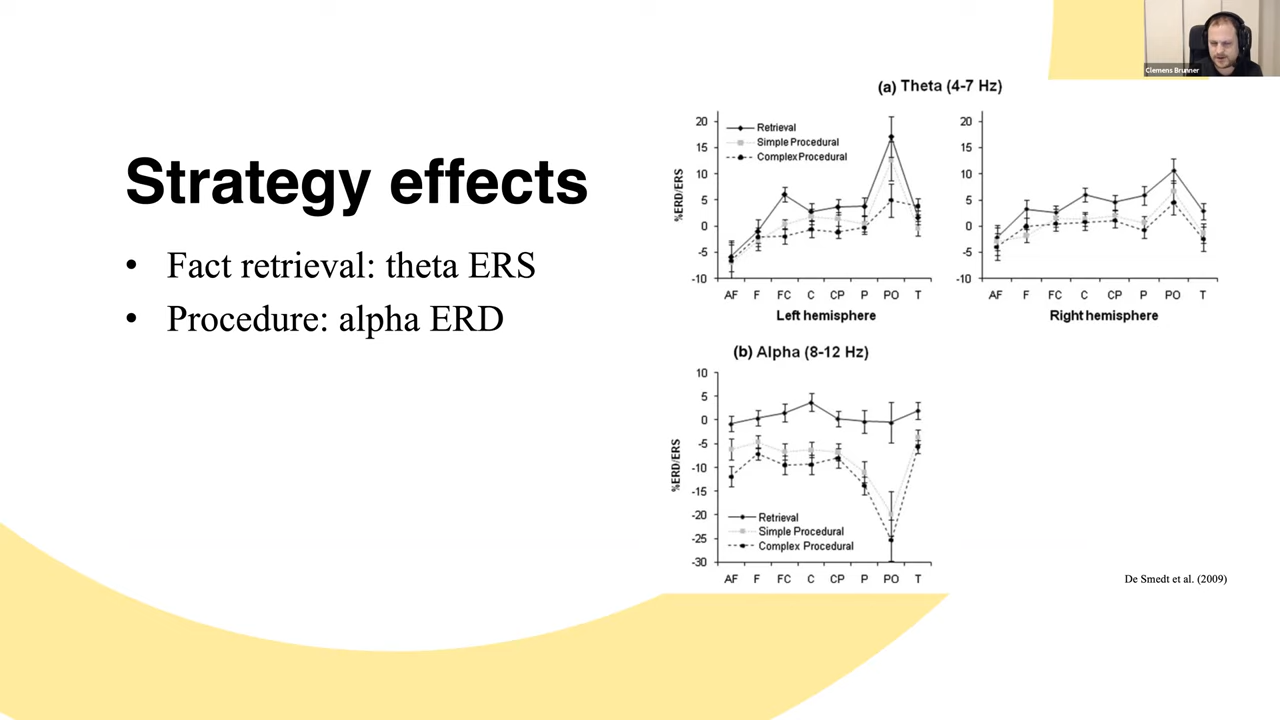 Clemens Brunner
Strategy effects
• Fact retrieval: theta ERS
• Procedure: alpha ERD
(a) Theta (4-7 Hz)
%ERD/ERS
20
15
10
5
0
-5
-10
Retrieval
Simple Procedural
Complex Procedural
AF F FC C CP P PO T
Left hemisphere
20
15
10
5
0
-5
-10
AF F FC C CP P PO T
Right hemisphere
(b) Alpha (8-12 Hz)
%ERD/ERS
10
5
0
-5
-10
-15
-20
-25
-30
Retrieval
Simple Procedural
Complex Procedural
AF F FC C CP P PO T
De Smedt et al. (2009)